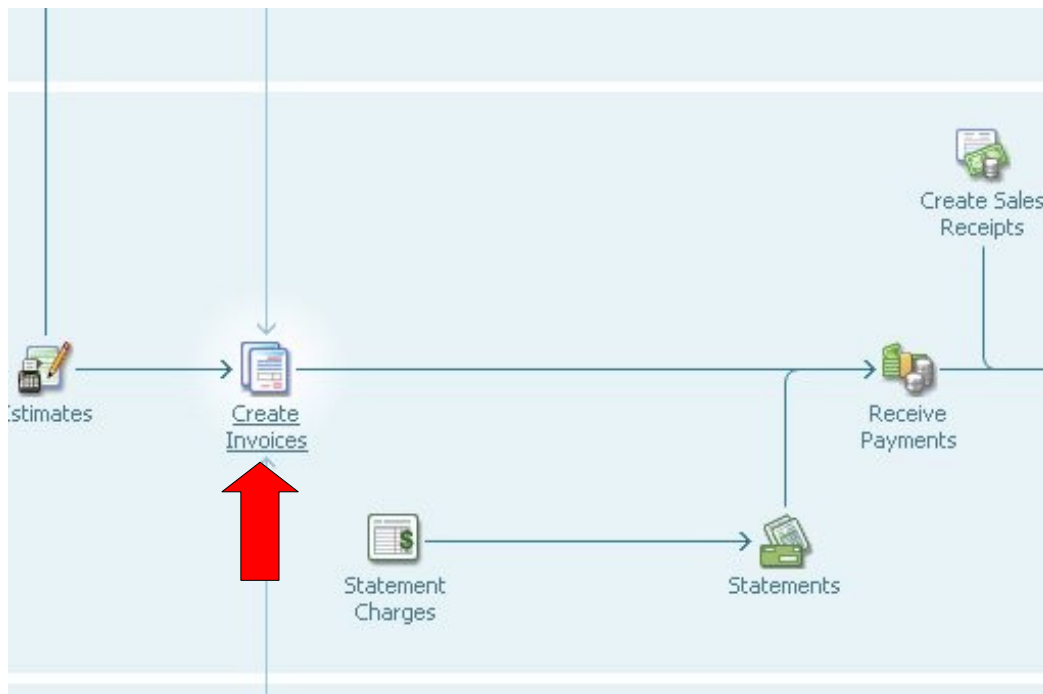 Create Sales
Receipts
stimates
Create
Invoices
Receive
Payments
Statement
Charges
Statements